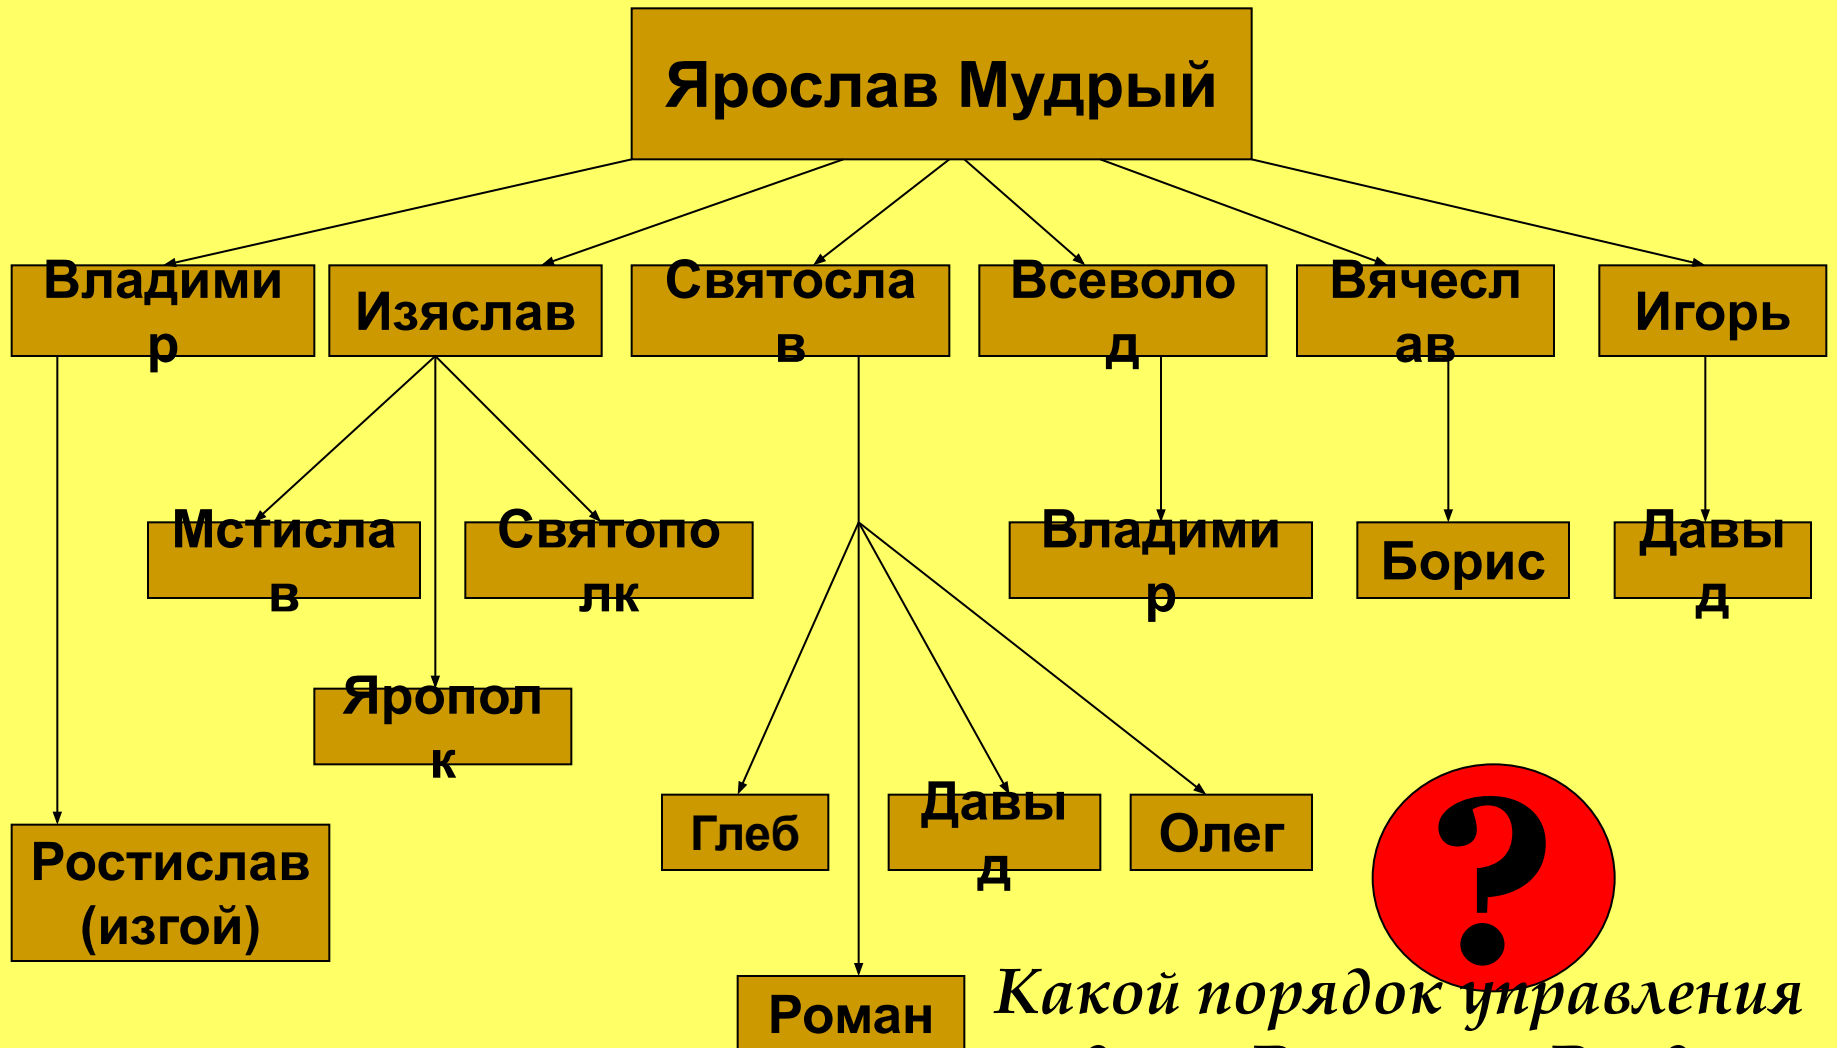 Ярослав Мудрый
Владими
р
Изяслав
Святосла
в
Всеволо
д
Вячесл
ав
Игорь
Мстисла
в
Святопо
лк
Владими
р
Борис
Давы
д
Яропол
к
Глеб
Давы
д
Олег
Ростислав
(изгой)
?
Роман
Какой порядок управления